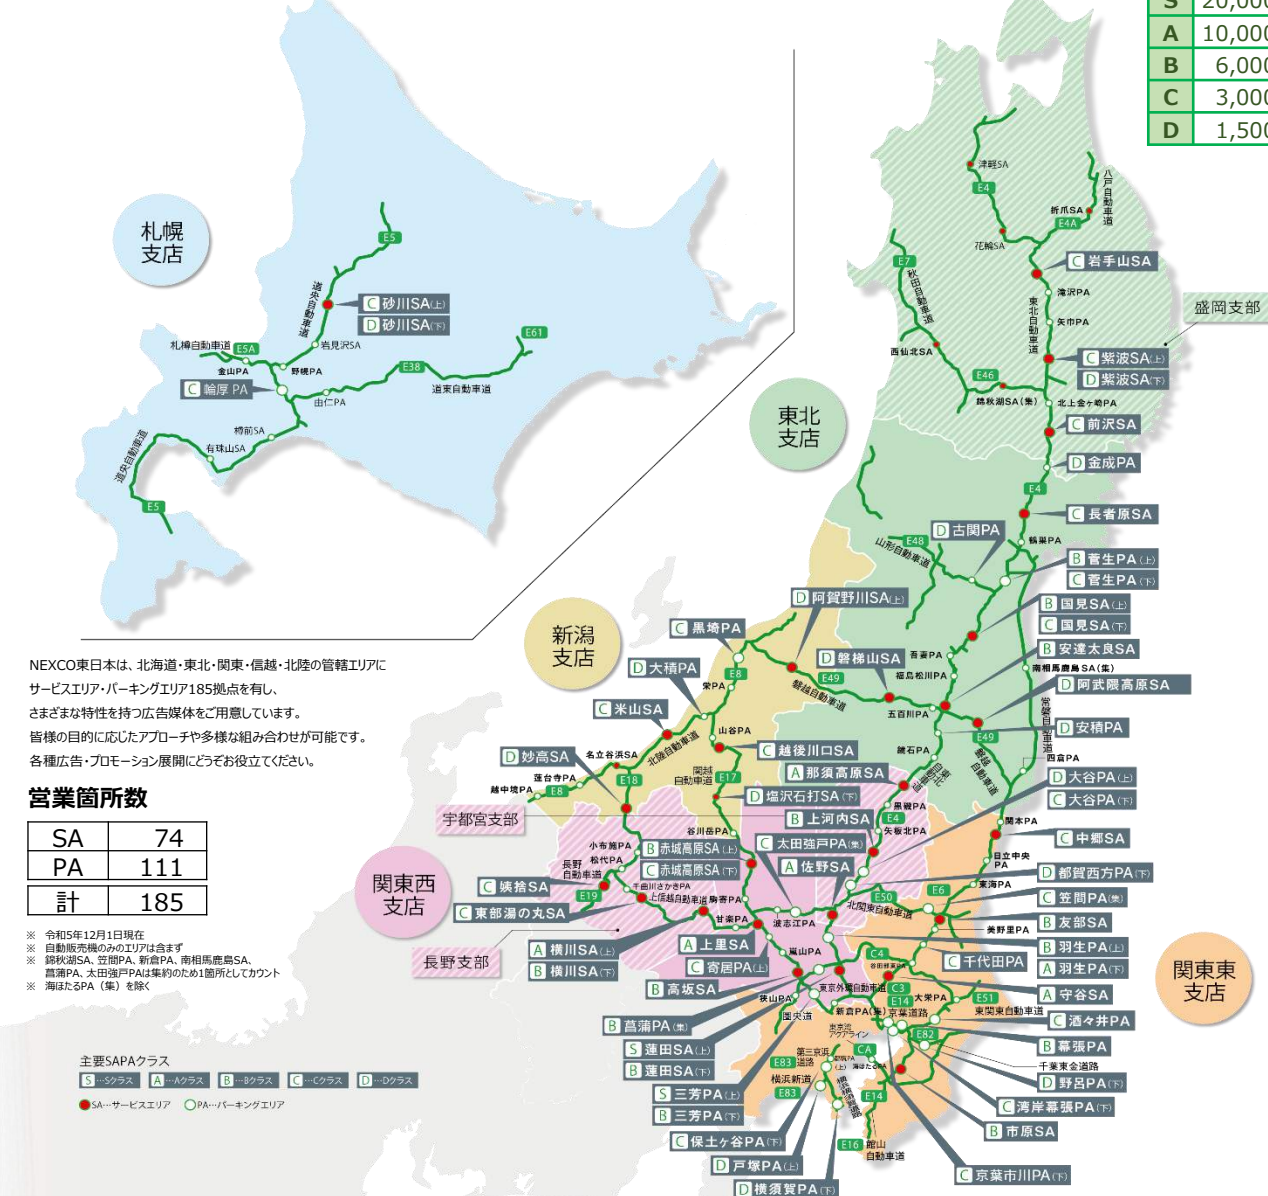 S 20,000
A 10,000
B 6,000
C 3,000
D 1,500
札幌
支店
E5
道央自動車道
C 砂川SA(上)
D 砂川SA(下)
岩見沢SA
札樽自動車道
E5A
金山PA
野幌PA
C 輪厚 PA
E38
E61
由仁PA
道東自動車道
樽前SA
有珠山SA
道央自動車道
E5
津軽SA
E4
八戸自動車道
折爪SA
E4A
花輪SA
C 岩手山SA
E7
秋田自動車道
滝沢PA
東北自動車道
矢巾PA
盛岡支部
西仙北SA
C 紫波SA(上)
D 紫波SA(下)
E46
錦秋湖SA(集)
北上金ヶ崎PA
東北
支店
C 前沢SA
D 金成PA
E4
C 長者原SA
D 古関PA
E48
山形自動車道
鶴巣PA
B 菅生PA(上)
C 菅生PA(下)
D 阿賀野川SA(上)
B 国見SA(上)
C 国見SA(下)
新潟
支店
C 黒埼PA
吾妻PA
B 安達太良SA
D 磐梯山SA
E49
福島松川PA
南相馬鹿島SA(集)
D 大積PA
E8
磐越自動車道
D 阿武隈高原SA
栄PA
五百川PA
常磐自動車道
C 米山SA
山谷PA
E49
D 安積PA
北陸自動車道
鏡石PA
磐越自動車道
D 妙高SA
名立谷浜SA
C 越後川口SA
四倉PA
関越
自動車道
A 那須高原SA
東北自動車道
D 大谷PA(上)
C 大谷PA(下)
蓮台寺PA
E18
E17
越中境PA
E8
D 塩沢石打SA(下)
黒磯PA
宇都宮支部
B 上河内SA
E4
関本PA
谷川岳PA
矢板北PA
C 中郷SA
小布施PA
B 赤城高原SA(上)
C 赤城高原SA(下)
C 太田強戸PA(集)
日立中央
PA
松代PA
長野
自動車道
A 佐野SA
D 都賀西方PA(下)
関東西
支店
C 姨捨SA
千曲川さかきPA
E50
E6
東海PA
E19
上信越自動車道
駒寄PA
北関東自動車道
C 笠間PA(集)
C 東部湯の丸SA
甘楽PA
波志江PA
B 友部SA
美野里PA
A 横川SA(上)
B 横川SA(下)
A 上里SA
嵐山PA
B 羽生PA(上)
A 羽生PA(下)
長野支部
C 寄居PA(上)
C4
C 千代田PA
関東東
支店
B 高坂SA
東京外環自動車道
谷田部東PA
C3
A 守谷SA
狭山PA
E14
大栄PA
E51
新倉PA(集)
京葉道路
東関東自動車道
圏央道
C 酒々井PA
B 菖蒲PA(集)
東京湾
アクアライン
E82
B 幕張PA
S 蓮田SA(上)
B 蓮田SA(下)
第三京浜
道路
CA
千葉東金道路
E83
海ほたるPA
D 野呂PA(下)
横浜新道
S 三芳PA(上)
B 三芳PA(下)
E83
横浜横須賀道路
E14
C 湾岸幕張PA(下)
B 市原SA
C 保土ヶ谷PA(下)
E16
館山
自動車道
D 戸塚PA(上)
C 京葉市川PA(下)
D 横須賀PA(下)
NEXCO東日本は、北海道・東北・関東・信越・北陸の管轄エリアに
サービスエリア・パーキングエリア185拠点を有し、
さまざまな特性を持つ広告媒体をご用意しています。
皆様の目的に応じたアプローチや多様な組み合わせが可能です。
各種広告・プロモーション展開にどうぞお役立てください。
営業箇所数
SA 74
PA 111
計 185
※ 令和5年12月1日現在
※ 自動販売機のみのエリアは含まず
※ 錦秋湖SA、笠間PA、新倉PA、南相馬鹿島SA、
菖蒲PA、太田強戸PAは集約のため1箇所としてカウント
※ 海ほたるPA(集)を除く
主要SAPAクラス
S…Sクラス A…Aクラス B…Bクラス C…Cクラス D…Dクラス
SA…サービスエリア PA…パーキングエリア